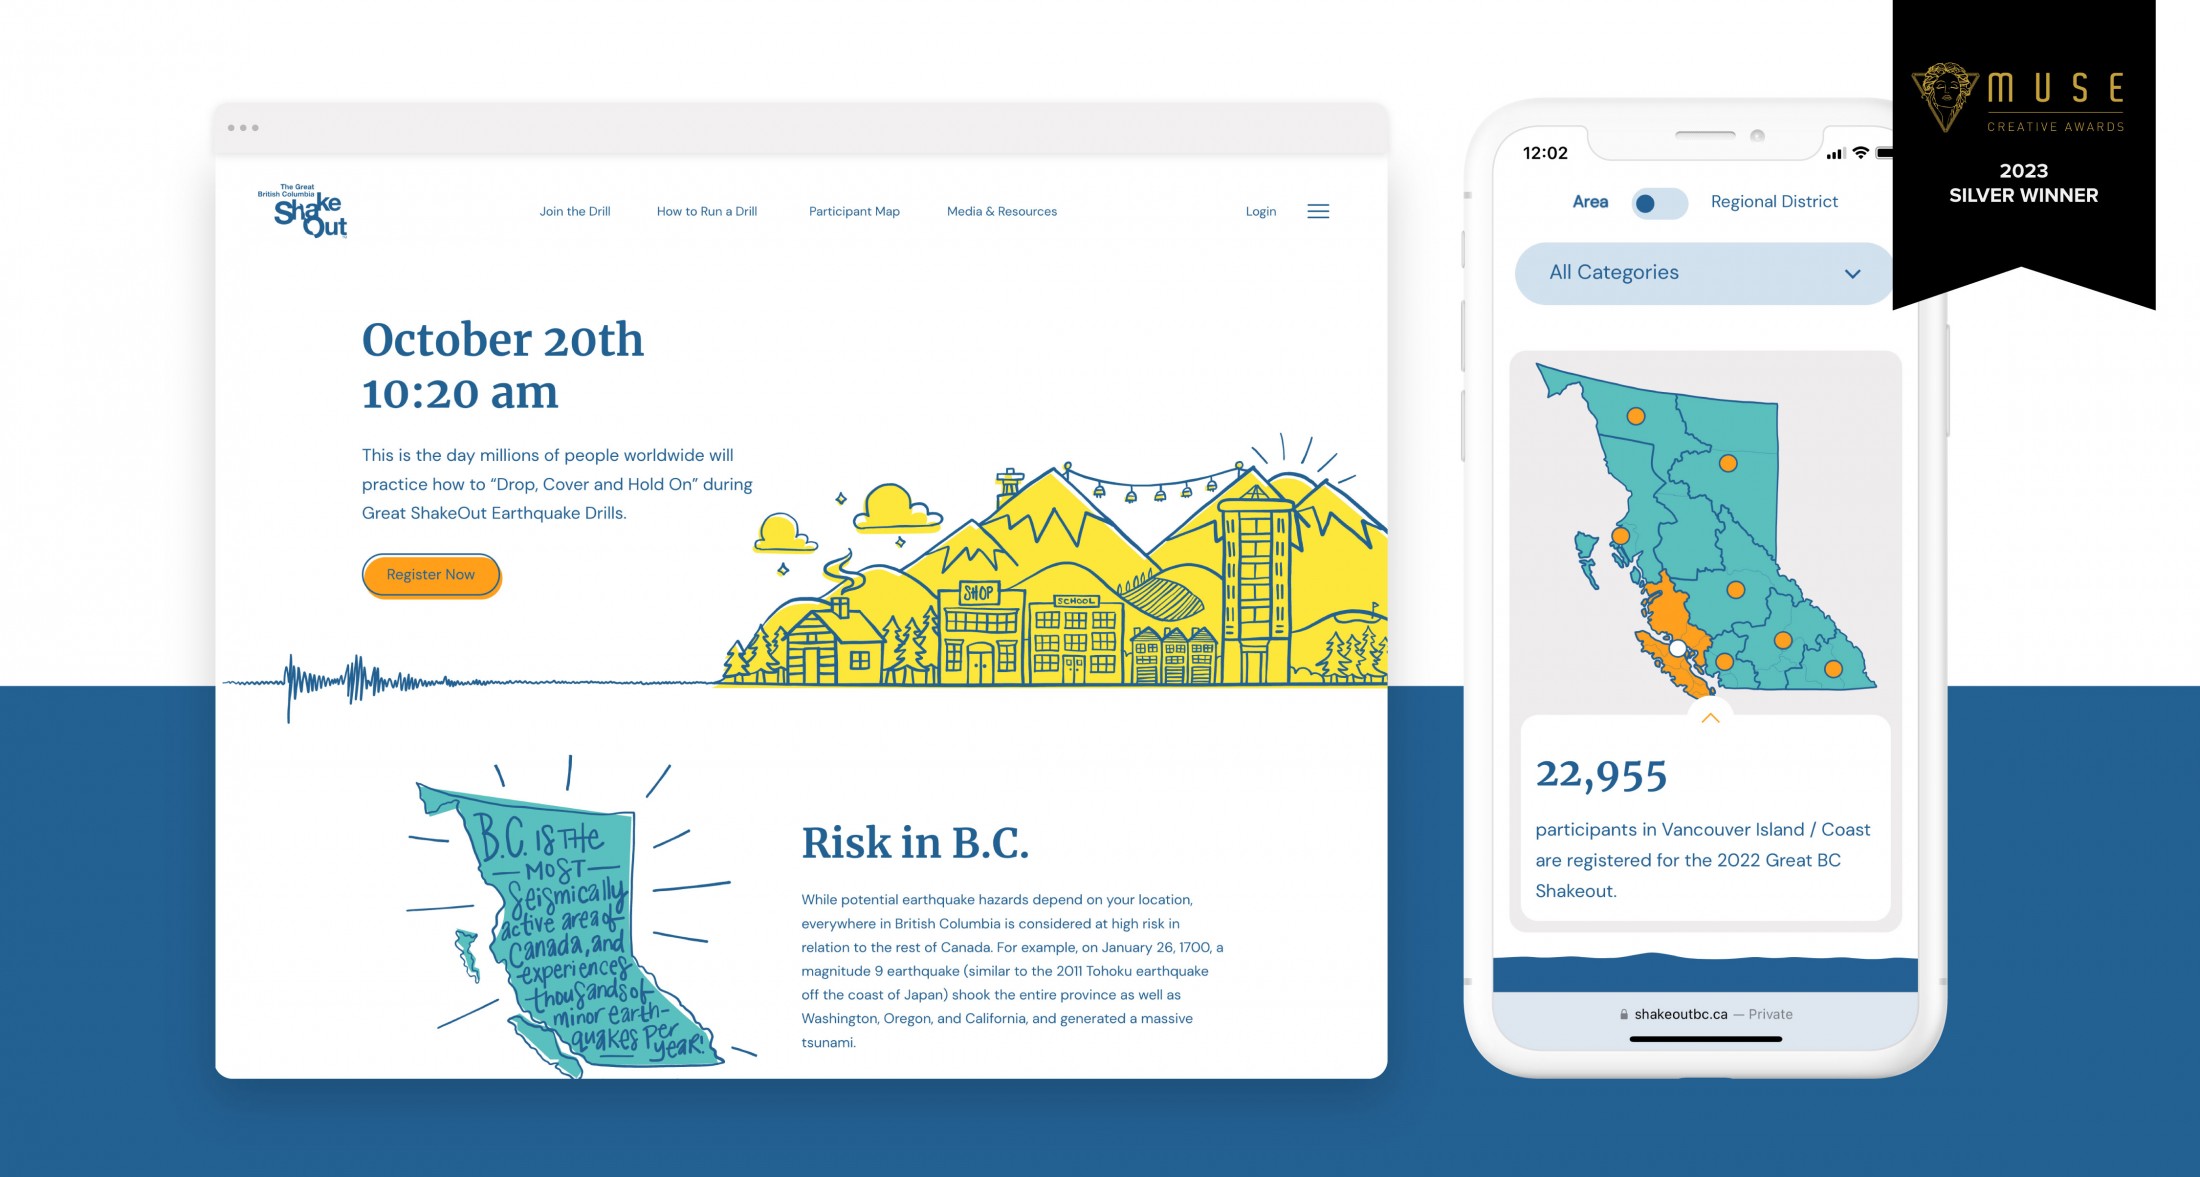 The Great
British Columbia
Shake
Out
Join the Drill
How to Run a Drill
Participant Map
Media & Resources
Login
October 20th
10:20 am
This is the day millions of people worldwide will
practice how to “Drop, Cover and Hold On” during
Great ShakeOut Earthquake Drills.
Register Now
SHOP
SCHOOL
B.C. IS THE
MOST
Seismically
active area of
Canada, and
experiences
thousands of
minor earth-
quakes Per
year!
Risk in B.C.
While potential earthquake hazards depend on your location,
everywhere in British Columbia is considered at high risk in
relation to the rest of Canada. For example, on January 26, 1700, a
magnitude 9 earthquake (similar to the 2011 Tohoku earthquake
off the coast of Japan) shook the entire province as well as
Washington, Oregon, and California, and generated a massive
tsunami.
12:02
Area
Regional District
All Categories
22,955
participants in Vancouver Island / Coast
are registered for the 2022 Great BC
Shakeout.
shakeoutbc.ca — Private
MUSE
CREATIVE AWARDS
2023
SILVER WINNER